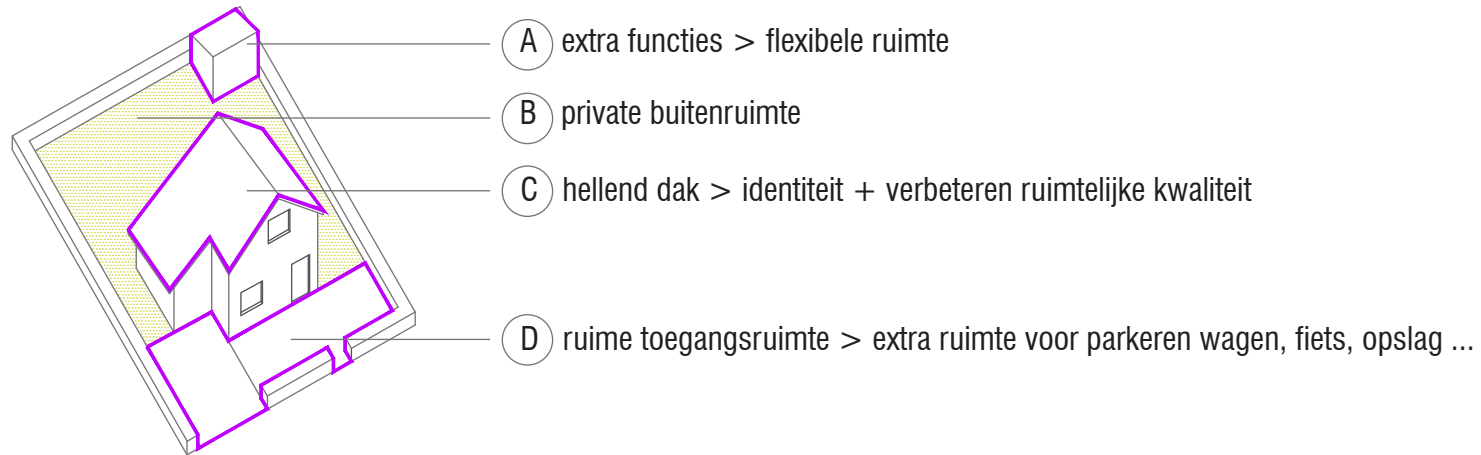 A extra functies > flexibele ruimte
B private buitenruimte
C hellend dak > identiteit + verbeteren ruimtelijke kwaliteit
D ruime toegangsruimte > extra ruimte voor parkeren wagen, fiets, opslag ...